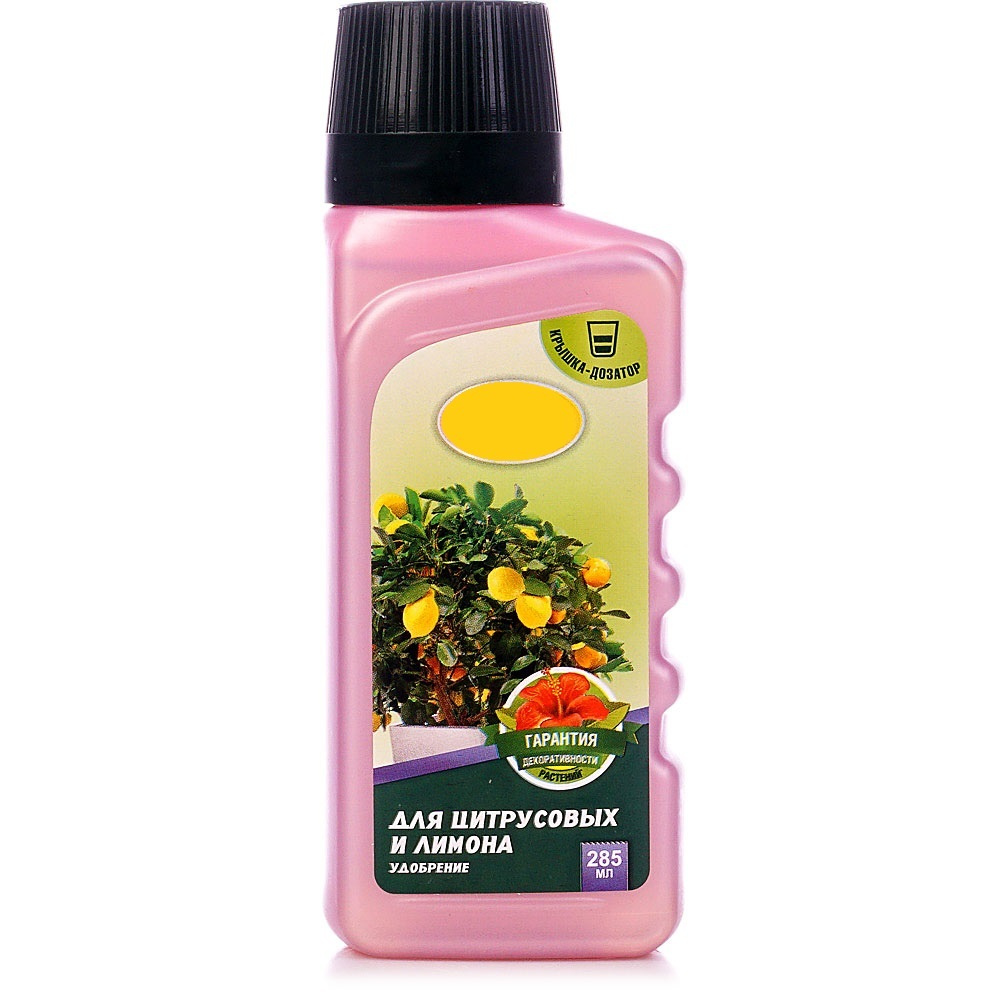 КРЫШКА-ДОЗАТОР
ГАРАНТИЯ
ДЕКОРАТИВНОСТИ
РАСТЕНИЙ
ДЛЯ ЦИТРУСОВЫХ
И ЛИМОНА
УДОБРЕНИЕ
285
МЛ